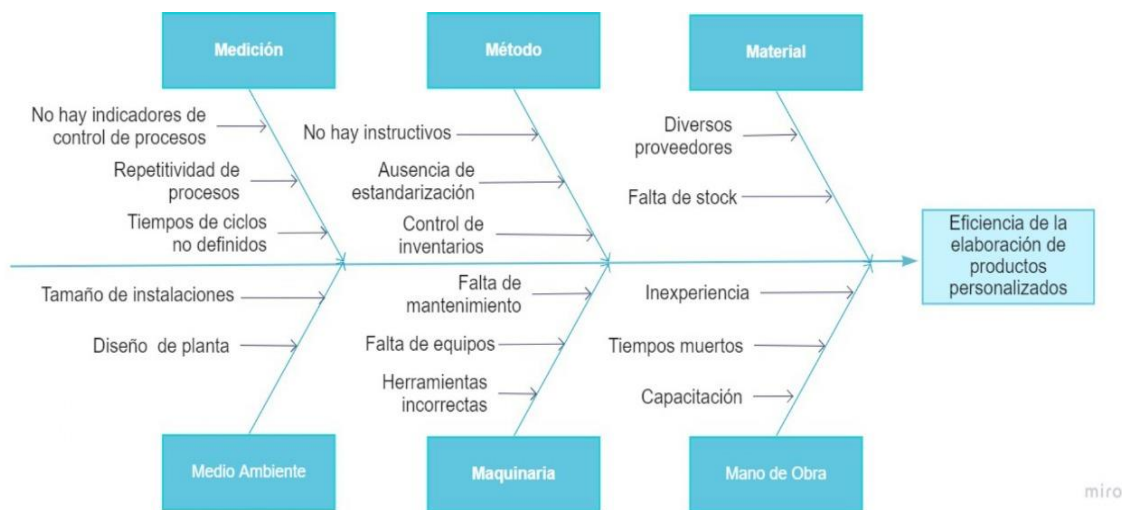 Medición
Método
Material
No hay indicadores de
control de procesos
Repetitividad de
procesos
Tiempos de ciclos
no definidos
No hay instructivos
Ausencia de
estandarización
Control de
inventarios
Diversos
proveedores
Falta de stock
Eficiencia de la
elaboración de
productos
personalizados
Tamaño de instalaciones
Diseño de planta
Falta de
mantenimiento
Falta de equipos
Herramientas
incorrectas
Inexperiencia
Tiempos muertos
Capacitación
Medio Ambiente
Maquinaria
Mano de Obra
miro